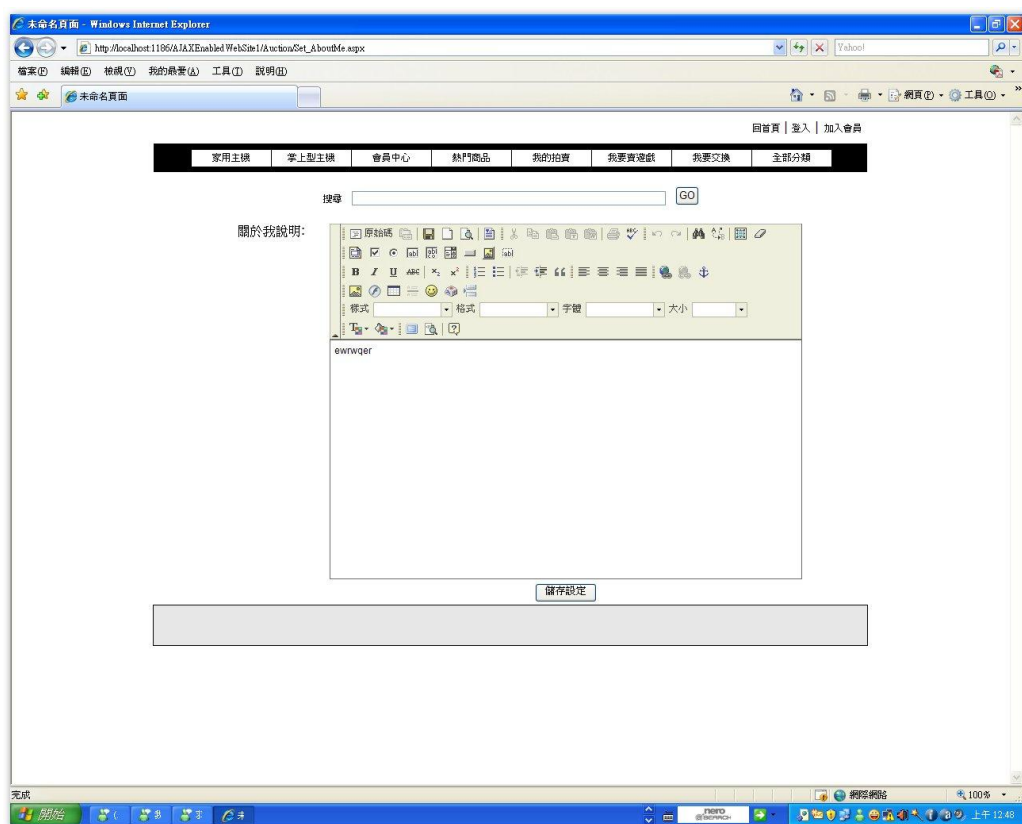 未命名頁面 - Windows Internet Explorer
http://localhost:1186/AJAXEnabledWebSite1/Auction/Set_AboutMe.aspx
Yahoo!
檔案(F) 編輯(E) 檢視(V) 我的最愛(A) 工具(T) 說明(H)
未命名頁面
網頁(P) 工具(O)
回首頁 | 登入 | 加入會員
家用主機 掌上型主機 會員中心 熱門商品 我的拍賣 我要賣遊戲 我要交換 全部分類
搜尋 GO
關於我說明:
原始碼
B I U ABC
樣式 格式 字體 大小
ewrwqer
儲存設定
完成 網際網路 100%
開始 nero SEARCH 上午 12:48